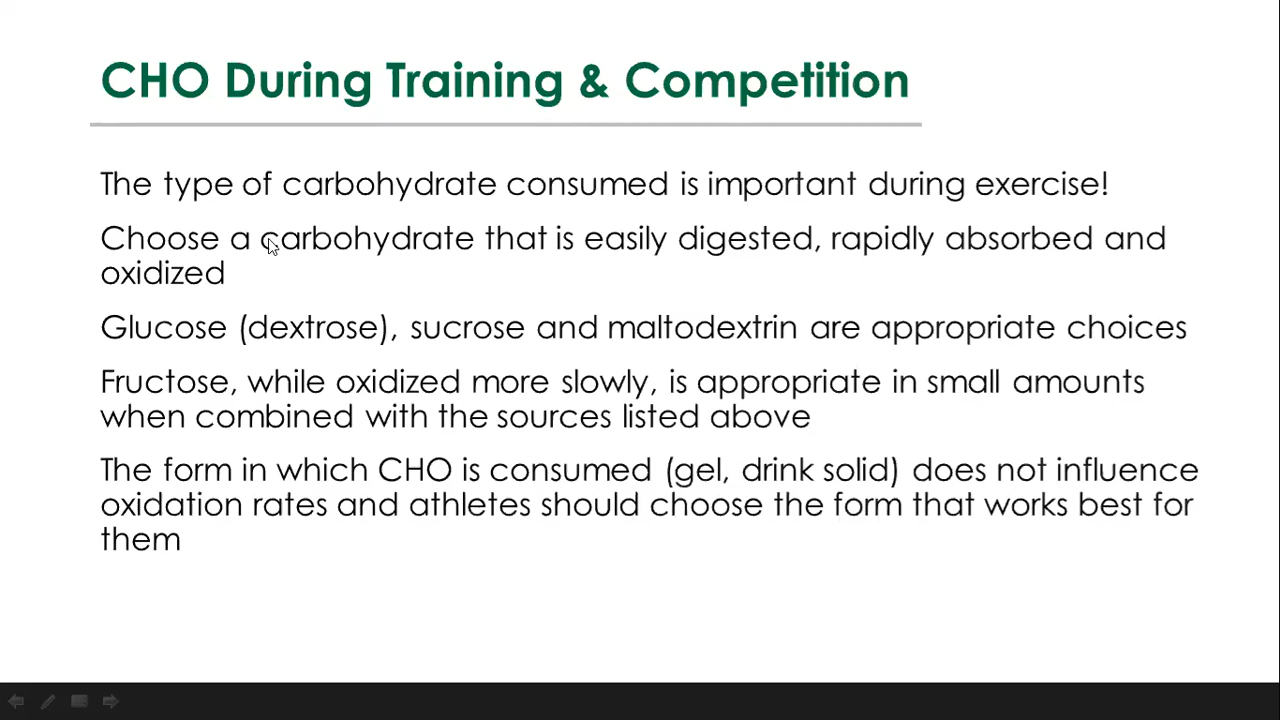 CHO During Training & Competition
The type of carbohydrate consumed is important during exercise!
Choose a carbohydrate that is easily digested, rapidly absorbed and
oxidized
Glucose (dextrose), sucrose and maltodextrin are appropriate choices
Fructose, while oxidized more slowly, is appropriate in small amounts
when combined with the sources listed above
The form in which CHO is consumed (gel, drink solid) does not influence
oxidation rates and athletes should choose the form that works best for
them